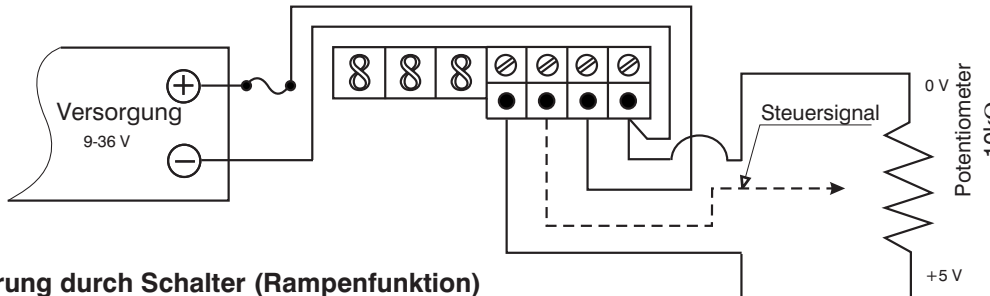 Versorgung
9-36 V
Steuersignal
0 V
Potentiometer
+5 V
rung durch Schalter (Rampenfunktion)